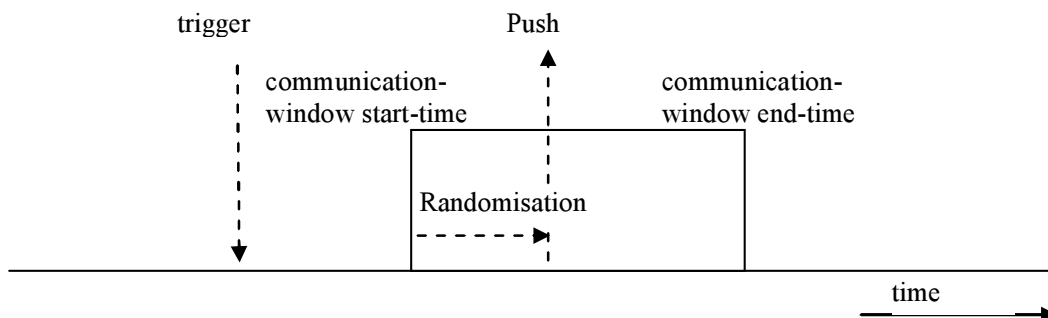 trigger
Push
communication-
window start-time
communication-
window end-time
Randomisation
time